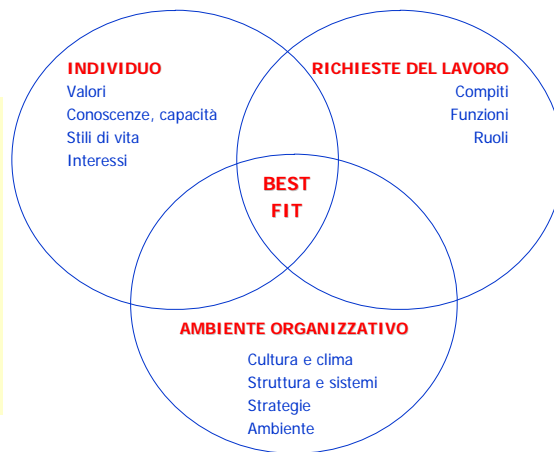 INDIVIDUO
Valori
Conoscenze, capacità
Stili di vita
Interessi
RICHIESTE DEL LAVORO
Compiti
Funzioni
Ruoli
BEST
FIT
AMBIENTE ORGANIZZATIVO
Cultura e clima
Struttura e sistemi
Strategie
Ambiente